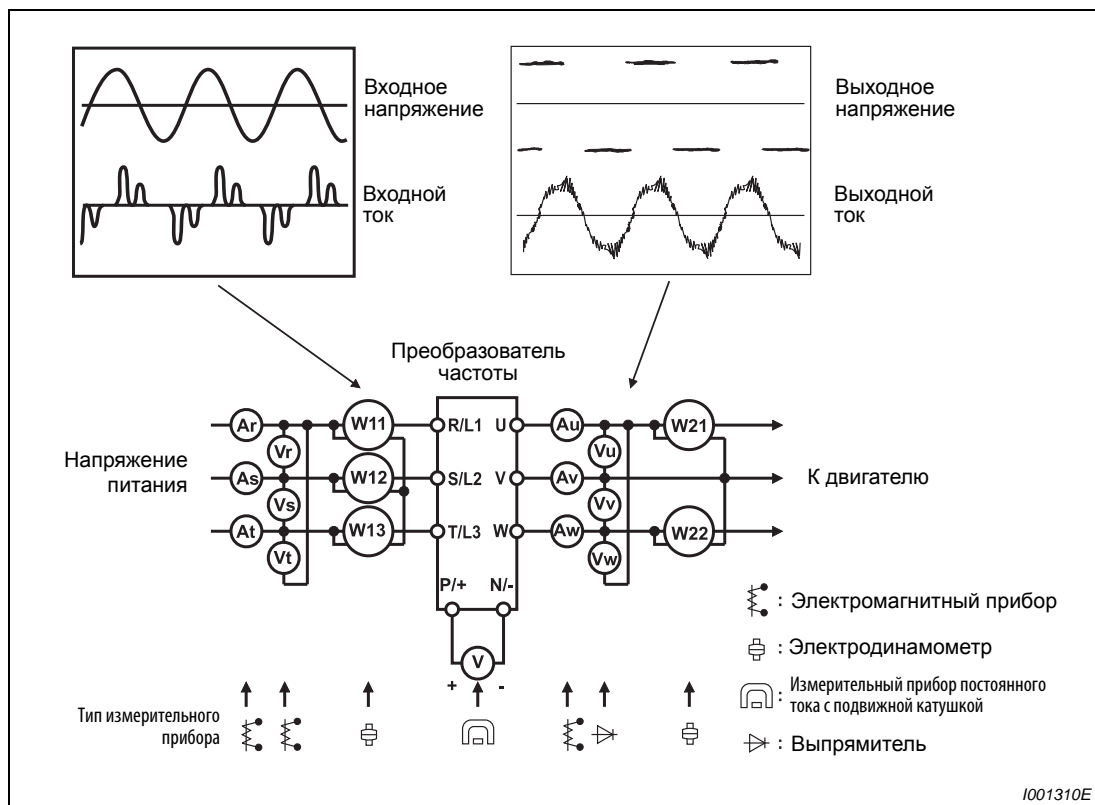 Входное
напряжение
Входной
ток
Выходное
напряжение
Выходной
ток
Преобразователь
частоты
Напряжение
питания
Ar
As
At
Vr
Vs
Vt
W11
W12
W13
R/L1
S/L2
T/L3
U
V
W
P/+
N/-
Au
Av
Aw
Vu
Vv
Vw
W21
W22
К двигателю
V
+ -
Тип измерительного
прибора
: Электромагнитный прибор
: Электродинамометр
: Измерительный прибор постоянного
тока с подвижной катушкой
: Выпрямитель
I001310E